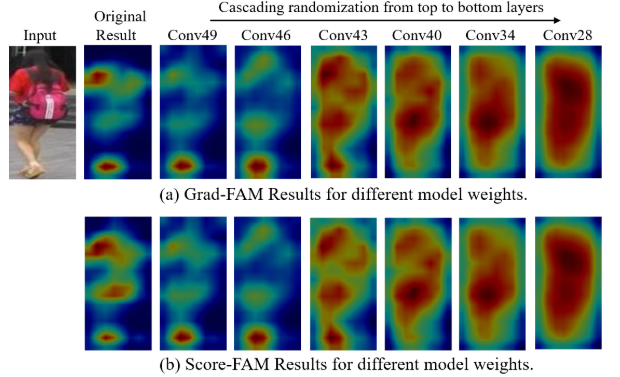 Cascading randomization from top to bottom layers
Original
Input Result Conv49 Conv46 Conv43 Conv40 Conv34 Conv28
(a) Grad-FAM Results for different model weights.
(b) Score-FAM Results for different model weights.